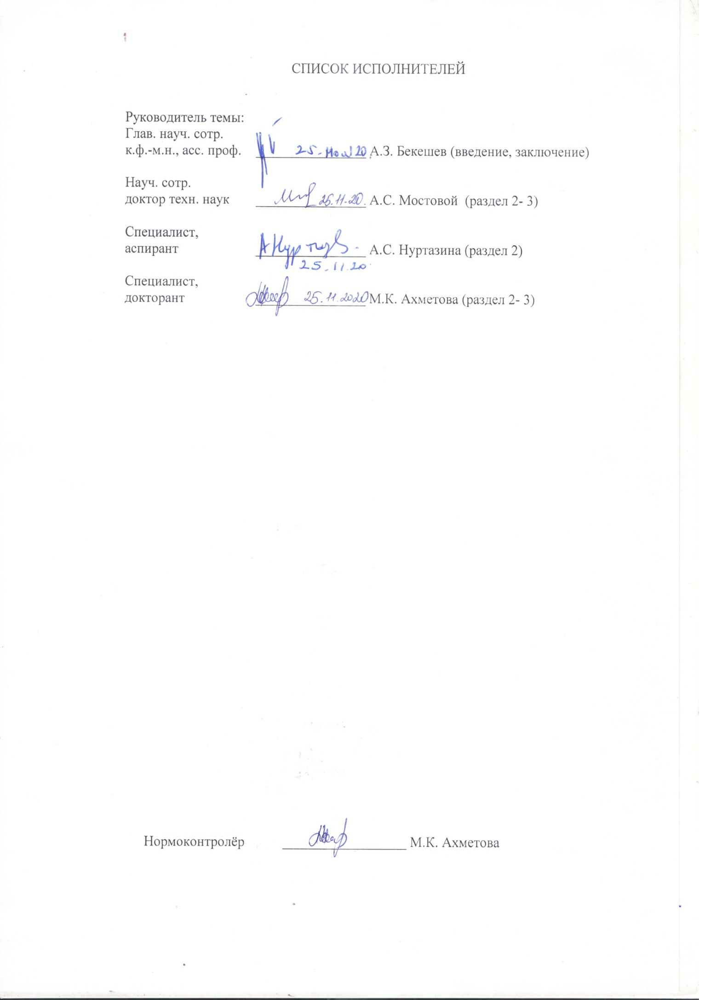 СПИСОК ИСПОЛНИТЕЛЕЙ
Руководитель темы:
Глав. науч. сотр.
к.ф.-м.н., асс. проф. 25. 20 А.З. Бекешев (введение, заключение)
Науч. сотр.
доктор техн. наук 25.11.20. А.С. Мостовой (раздел 2- 3)
Специалист,
аспирант А.С. Нуртазина (раздел 2)
25.11.20
Специалист,
докторант 25.11.2020 М.К. Ахметова (раздел 2- 3)
Нормоконтролёр М.К. Ахметова